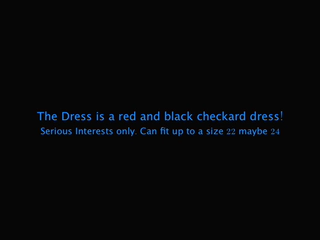 The Dress is a red and black checkard dress!
Serious Interests only. Can fit up to a size 22 maybe 24